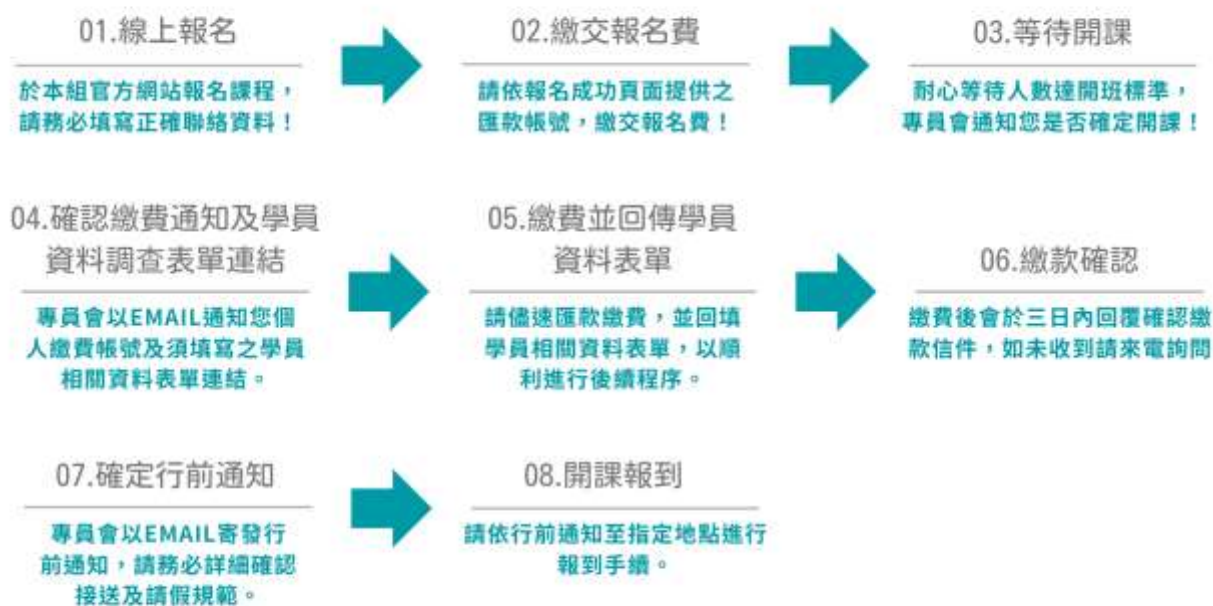 01.線上報名
於本組官方網站報名課程，
請務必填寫正確聯絡資料！
02.繳交報名費
請依報名成功頁面提供之
匯款帳號，繳交報名費！
03.等待開課
耐心等待人數達開班標準，
專員會通知您是否確定開課！
04.確認繳費通知及學員
資料調查表單連結
專員會以EMAIL通知您個
人繳費帳號及須填寫之學員
相關資料表單連結。
05.繳費並回傳學員
資料表單
請儘速匯款繳費，並回填
學員相關資料表單，以順
利進行後續程序。
06.繳款確認
繳費後會於三日內回覆確認繳
款信件，如未收到請來電詢問
07.確定行前通知
專員會以EMAIL寄發行
前通知，請務必詳細確認
接送及請假規範。
08.開課報到
請依行前通知至指定地點進行
報到手續。